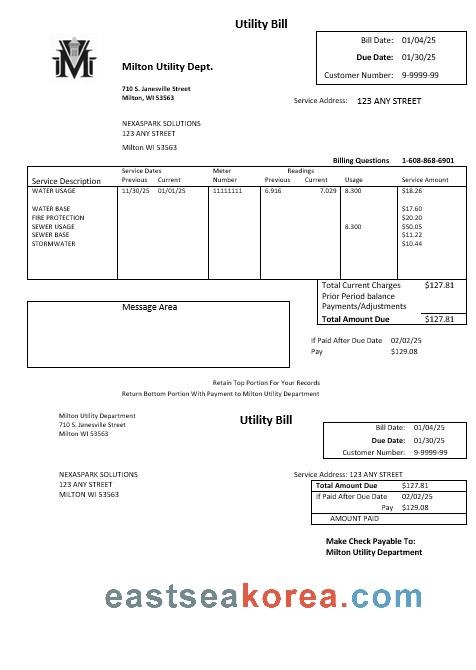 Utility Bill
Bill Date: 01/04/25
Due Date: 01/30/25
Customer Number: 9-9999-99
M
Milton Utility Dept.
710 S. Janesville Street
Milton, WI 53563
Service Address: 123 ANY STREET
NEXASPARK SOLUTIONS
123 ANY STREET
Milton WI 53563
Billing Questions 1-608-868-6901
Service Dates Meter Readings
Service Description Previous Current Number Previous Current Usage Service Amount
WATER USAGE 11/30/25 01/01/25 11111111 6.916 7.029 8.300 $18.26
WATER BASE $17.60
FIRE PROTECTION $20.20
SEWER USAGE 8.300 $50.05
SEWER BASE $11.22
STORMWATER $10.44
Total Current Charges $127.81
Prior Period balance
Payments/Adjustments
Total Amount Due $127.81
Message Area
If Paid After Due Date 02/02/25
Pay $129.08
Retain Top Portion For Your Records
Return Bottom Portion With Payment to Milton Utility Department
Milton Utility Department
710 S. Janesville Street
Milton WI 53563
Utility Bill
Bill Date: 01/04/25
Due Date: 01/30/25
Customer Number: 9-9999-99
NEXASPARK SOLUTIONS
123 ANY STREET
MILTON WI 53563
Service Address: 123 ANY STREET
Total Amount Due $127.81
If Paid After Due Date 02/02/25
Pay $129.08
AMOUNT PAID
Make Check Payable To:
Milton Utility Department
eastseakorea.com